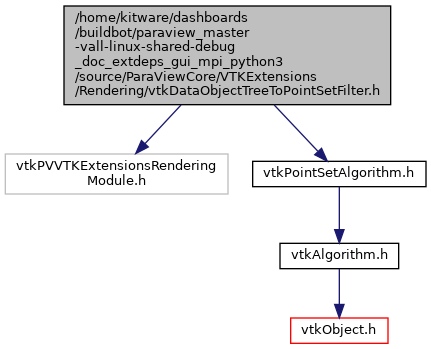 /home/kitware/dashboards
/buildbot/paraview_master
-vall-linux-shared-debug
_doc_extdeps_gui_mpi_python3
/source/ParaViewCore/VTKExtensions
/Rendering/vtkDataObjectTreeToPointSetFilter.h
vtkPVVTKExtensionsRendering
Module.h
vtkPointSetAlgorithm.h
vtkAlgorithm.h
vtkObject.h